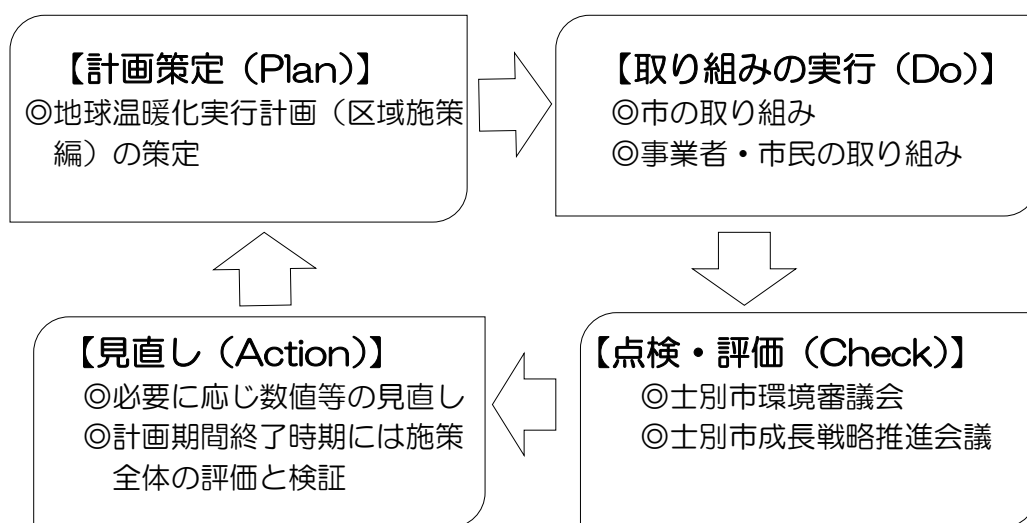 【計画策定（Plan）】
◎地球温暖化実行計画（区域施策
編）の策定
【取り組みの実行（Do）】
◎市の取り組み
◎事業者・市民の取り組み
【見直し（Action）】
◎必要に応じ数値等の見直し
◎計画期間終了時期には施策
全体の評価と検証
【点検・評価（Check）】
◎士別市環境審議会
◎士別市成長戦略推進会議